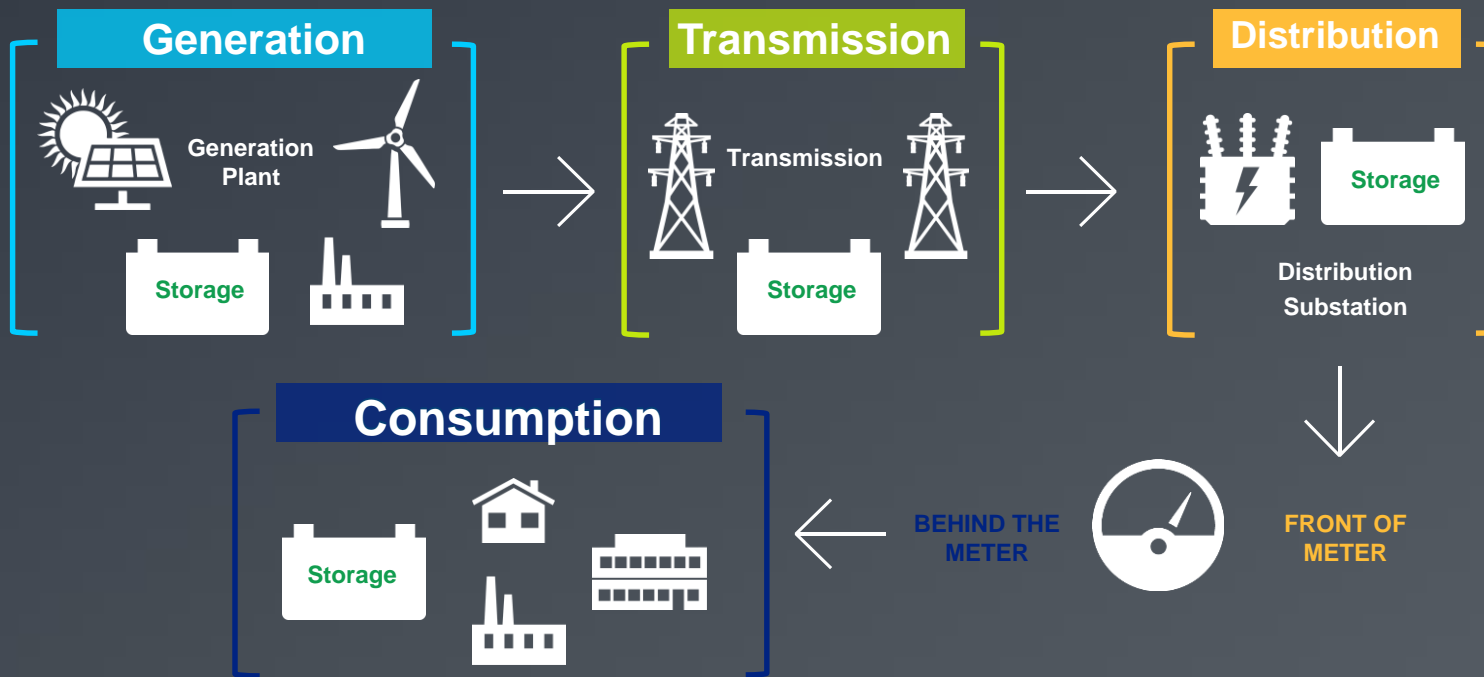 Generation
Generation
Plant
Storage
Transmission
Transmission
Storage
Distribution
Storage
Distribution
Substation
FRONT OF
METER
BEHIND THE
METER
Consumption
Storage